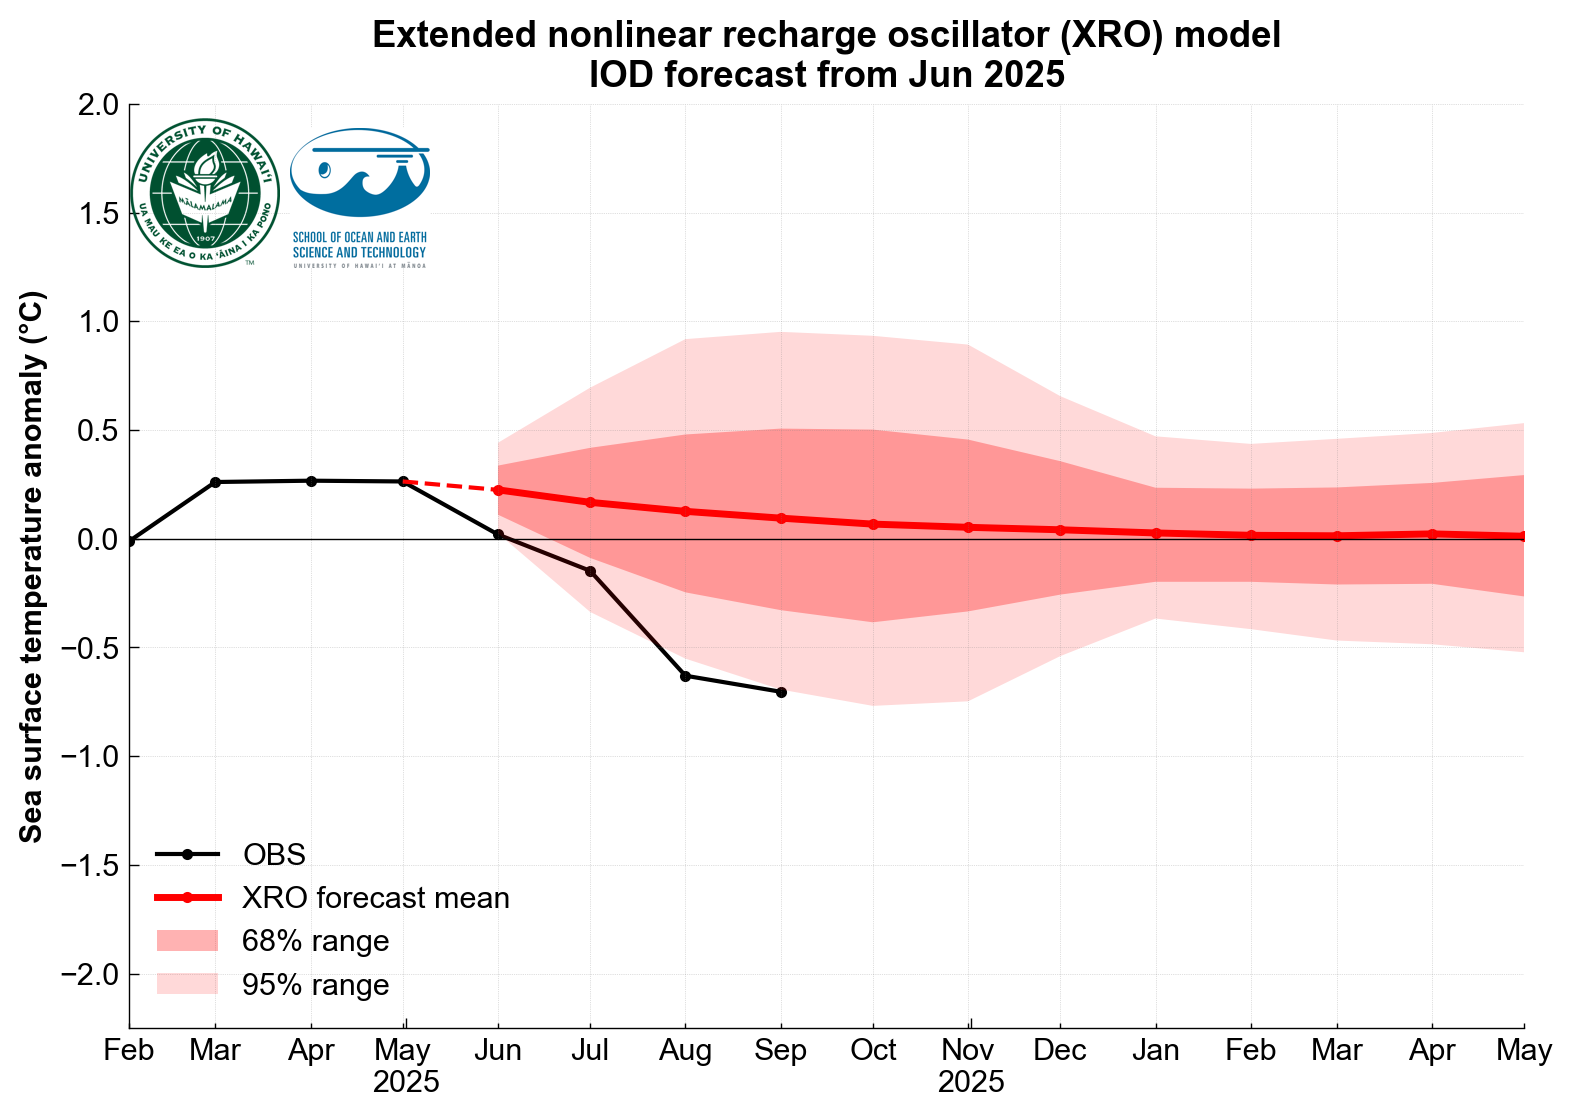 Extended nonlinear recharge oscillator (XRO) model
IOD forecast from Jun 2025
Sea surface temperature anomaly (°C)
2.0
1.5
1.0
0.5
0.0
−0.5
−1.0
−1.5
−2.0
UNIVERSITY OF HAWAI‘I
MĀLAMALAMA
1907
UA MAU KE EA O KA ‘ĀINA I KA PONO
TM
SCHOOL OF OCEAN AND EARTH
SCIENCE AND TECHNOLOGY
UNIVERSITY OF HAWAI‘I AT MĀNOA
OBS
XRO forecast mean
68% range
95% range
Feb Mar Apr May Jun Jul Aug Sep Oct Nov Dec Jan Feb Mar Apr May
2025 2025